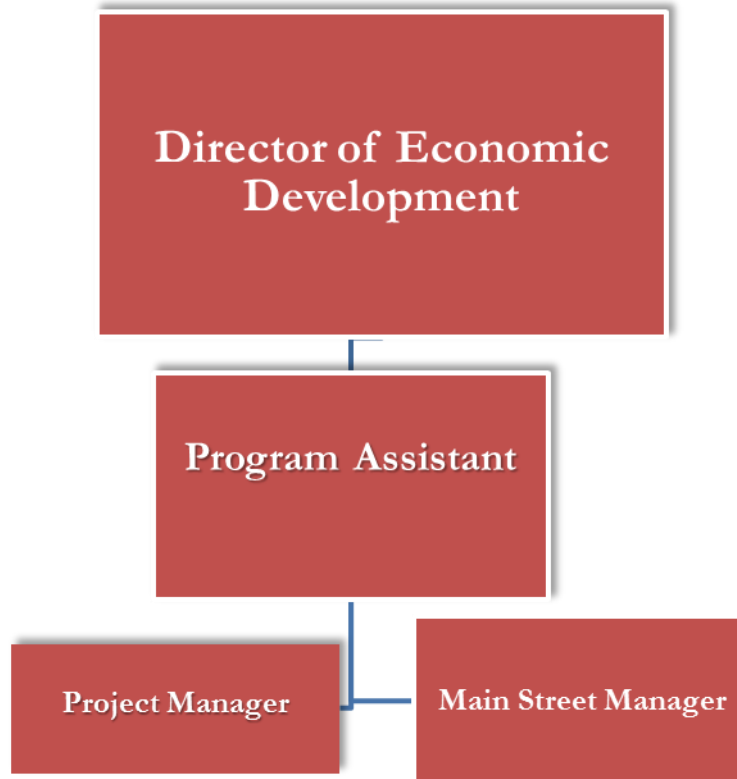 Director of Economic
Development
Program Assistant
Project Manager
Main Street Manager